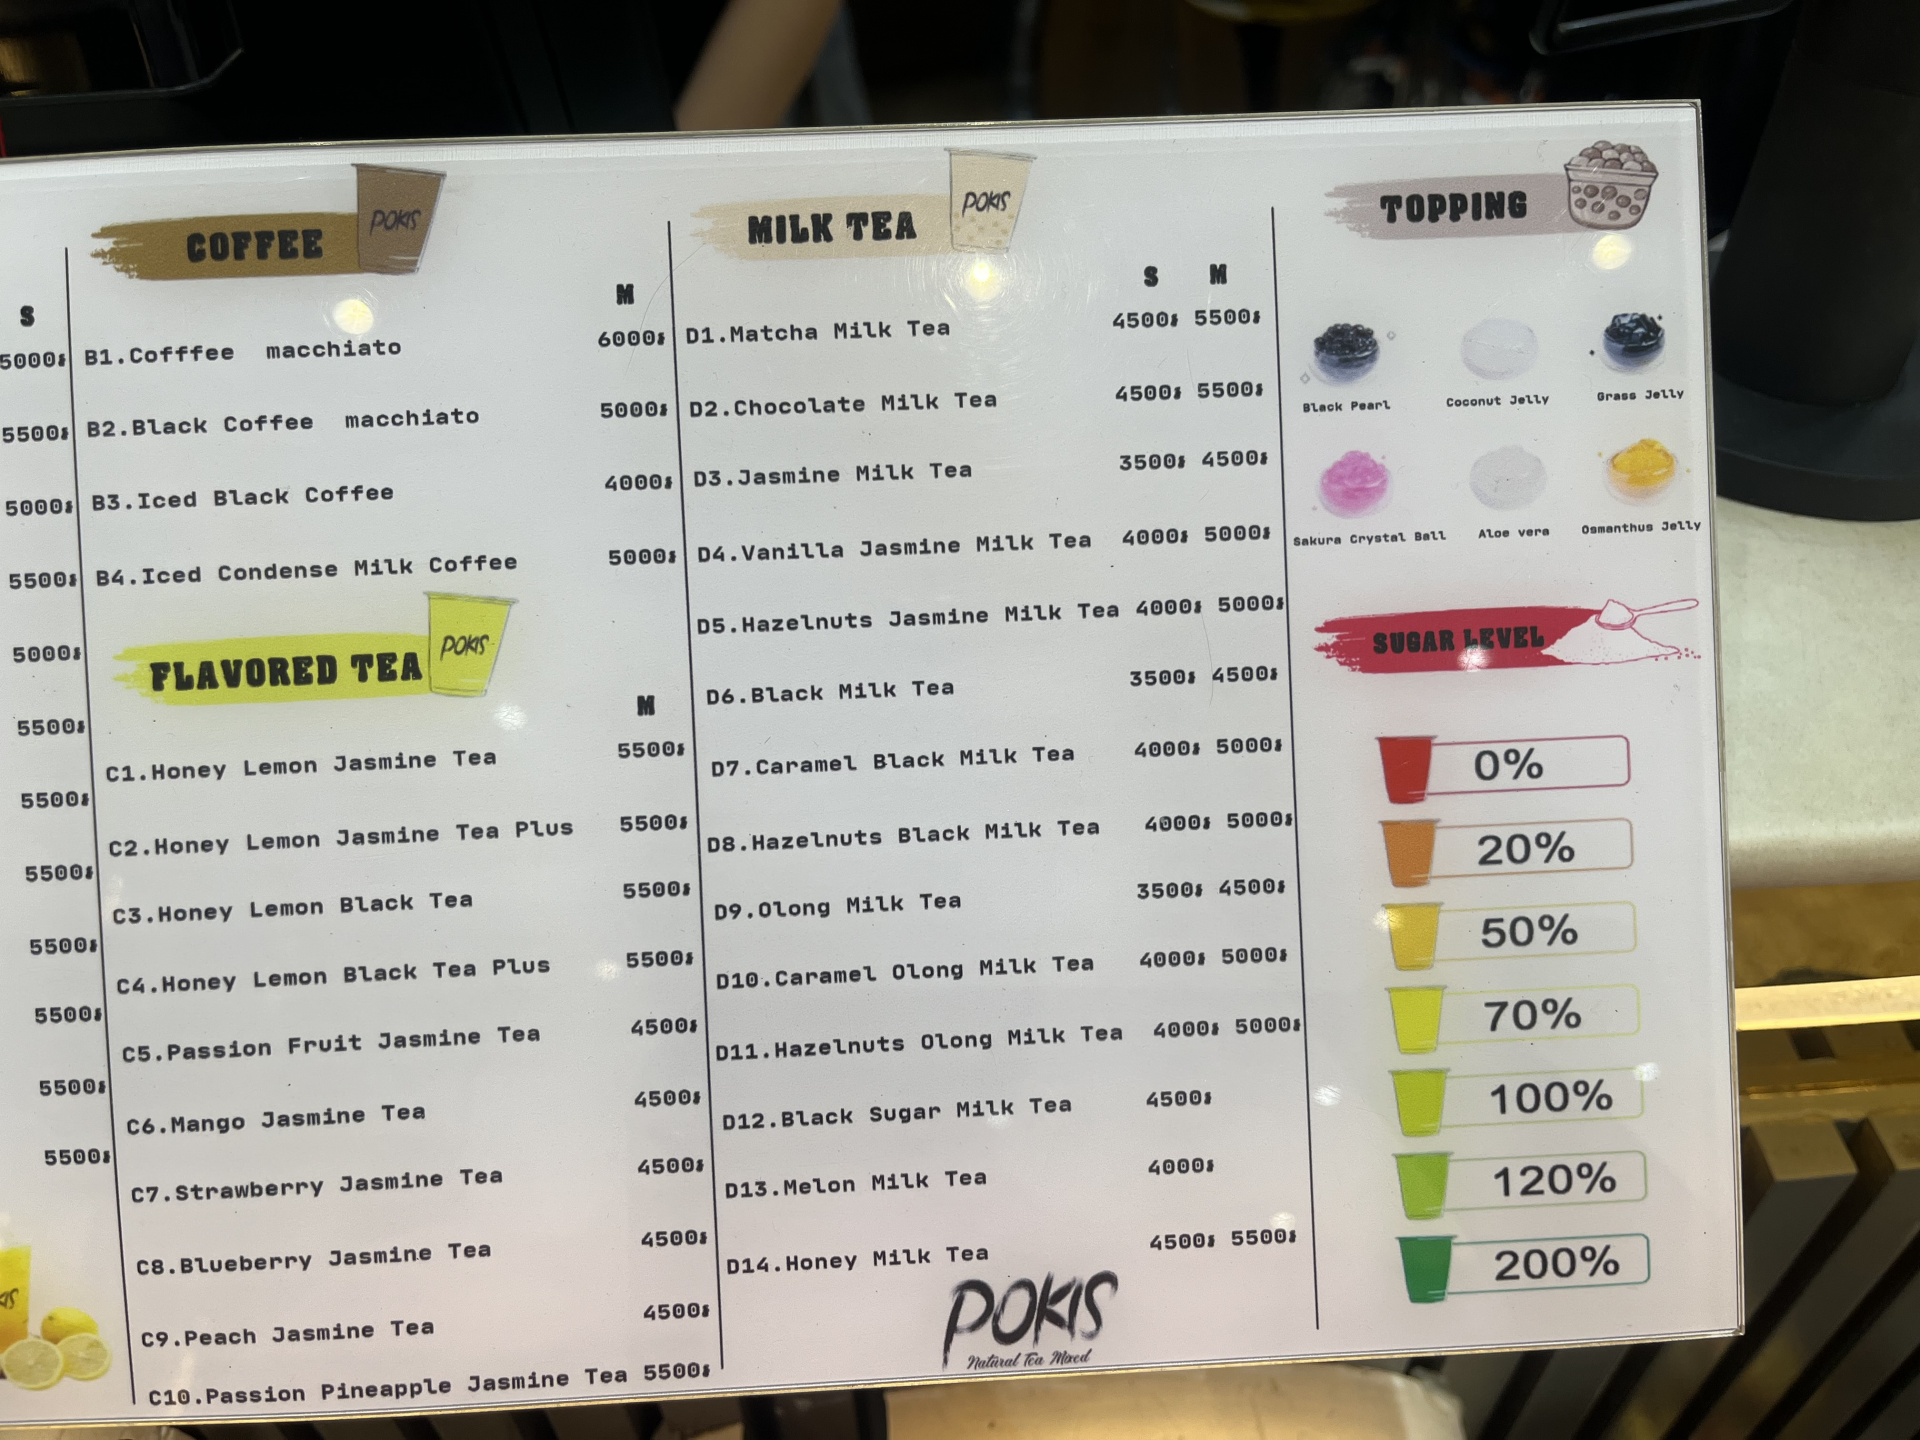 S
5000៛
5500៛
5000៛
5500៛
5000៛
5500៛
5500៛
5500៛
5500៛
5500៛
5500៛
5500៛
COFFEE
POKIS
M
B1.Cofffee macchiato 6000៛
B2.Black Coffee macchiato 5000៛
B3.Iced Black Coffee 4000៛
B4.Iced Condense Milk Coffee 5000៛
FLAVORED TEA
POKIS
M
C1.Honey Lemon Jasmine Tea 5500៛
C2.Honey Lemon Jasmine Tea Plus 5500៛
C3.Honey Lemon Black Tea 5500៛
C4.Honey Lemon Black Tea Plus 5500៛
C5.Passion Fruit Jasmine Tea 4500៛
C6.Mango Jasmine Tea 4500៛
C7.Strawberry Jasmine Tea 4500៛
C8.Blueberry Jasmine Tea 4500៛
C9.Peach Jasmine Tea 4500៛
C10.Passion Pineapple Jasmine Tea 5500៛
MILK TEA
POKIS
S M
D1.Matcha Milk Tea 4500៛ 5500៛
D2.Chocolate Milk Tea 4500៛ 5500៛
D3.Jasmine Milk Tea 3500៛ 4500៛
D4.Vanilla Jasmine Milk Tea 4000៛ 5000៛
D5.Hazelnuts Jasmine Milk Tea 4000៛ 5000៛
D6.Black Milk Tea 3500៛ 4500៛
D7.Caramel Black Milk Tea 4000៛ 5000៛
D8.Hazelnuts Black Milk Tea 4000៛ 5000៛
D9.Olong Milk Tea 3500៛ 4500៛
D10.Caramel Olong Milk Tea 4000៛ 5000៛
D11.Hazelnuts Olong Milk Tea 4000៛ 5000៛
D12.Black Sugar Milk Tea 4500៛
D13.Melon Milk Tea 4000៛
D14.Honey Milk Tea 4500៛ 5500៛
POKIS
Natural Tea Mixed
TOPPING
Black Pearl Coconut Jelly Grass Jelly
Sakura Crystal Ball Aloe vera Osmanthus Jelly
SUGAR LEVEL
0%
20%
50%
70%
100%
120%
200%